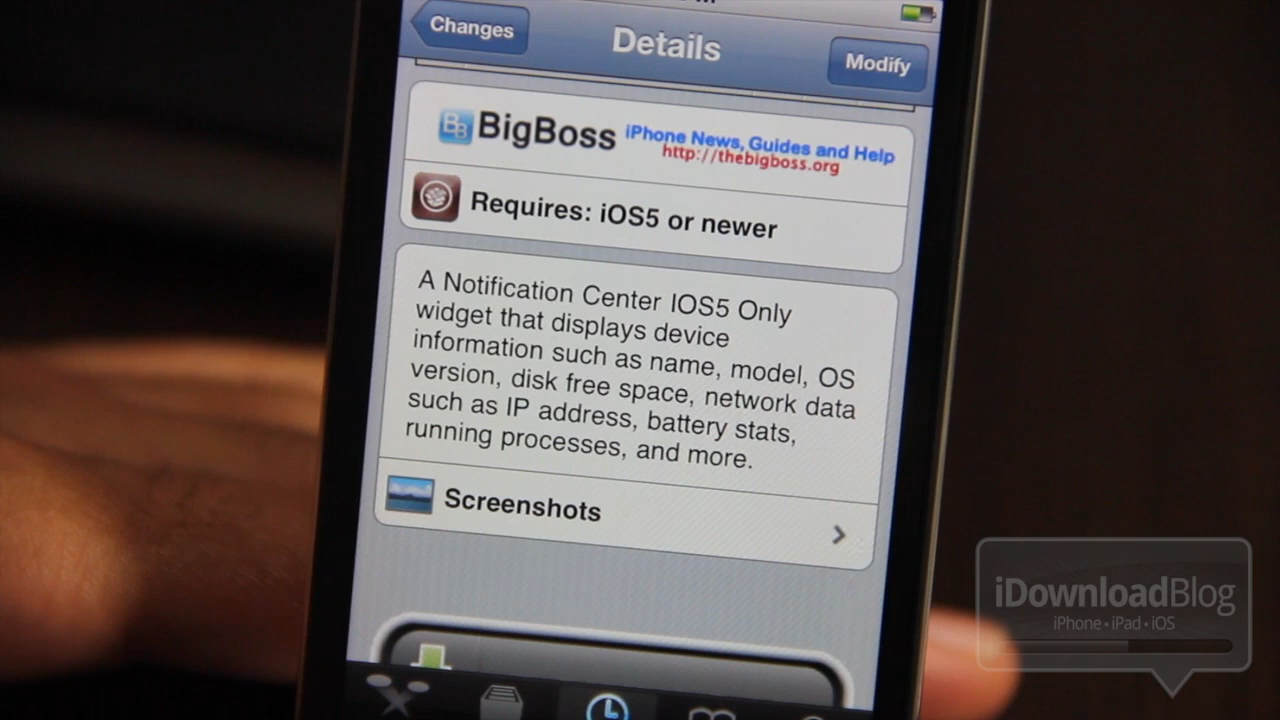 Changes
Details
Modify
BB
BigBoss
iPhone News, Guides and Help
http://thebigboss.org
Requires: iOS5 or newer
A Notification Center IOS5 Only
widget that displays device
information such as name, model, OS
version, disk free space, network data
such as IP address, battery stats,
running processes, and more.
Screenshots
iDownloadBlog
iPhone • iPad • iOS